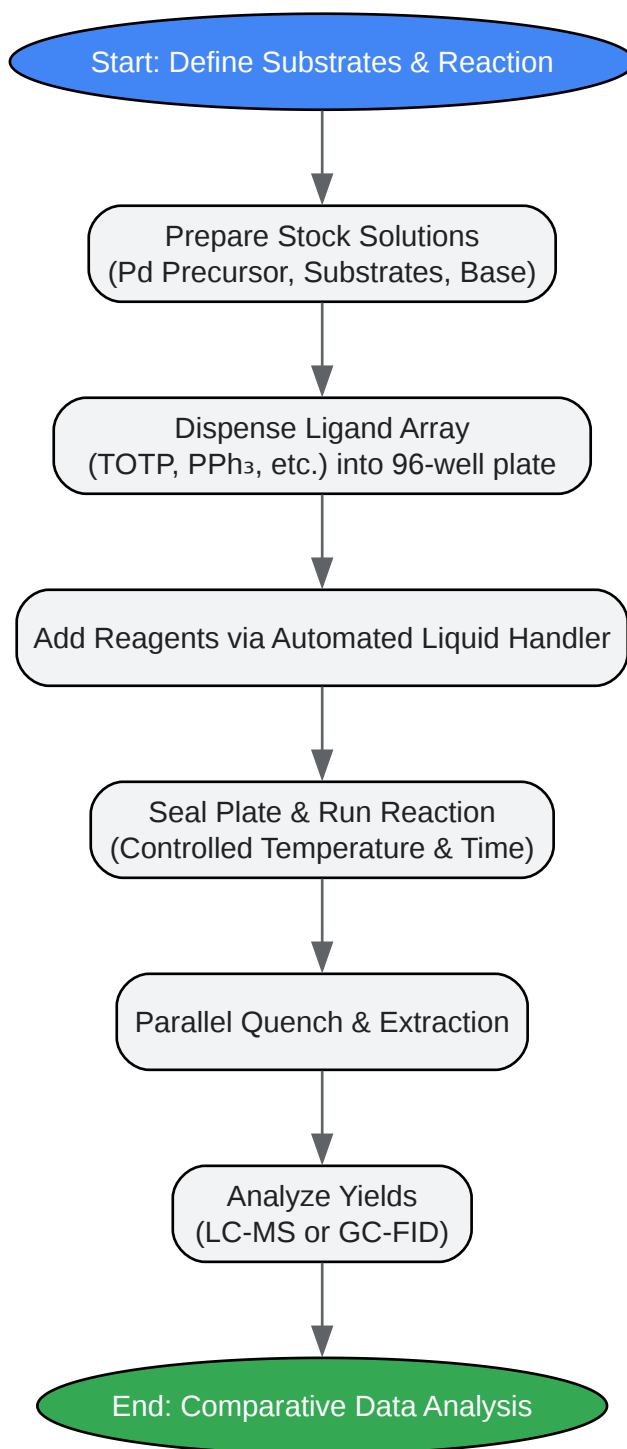 Start: Define Substrates & Reaction
Prepare Stock Solutions
(Pd Precursor, Substrates, Base)
Dispense Ligand Array
(TOTP, PPh₃, etc.) into 96-well plate
Add Reagents via Automated Liquid Handler
Seal Plate & Run Reaction
(Controlled Temperature & Time)
Parallel Quench & Extraction
Analyze Yields
(LC-MS or GC-FID)
End: Comparative Data Analysis